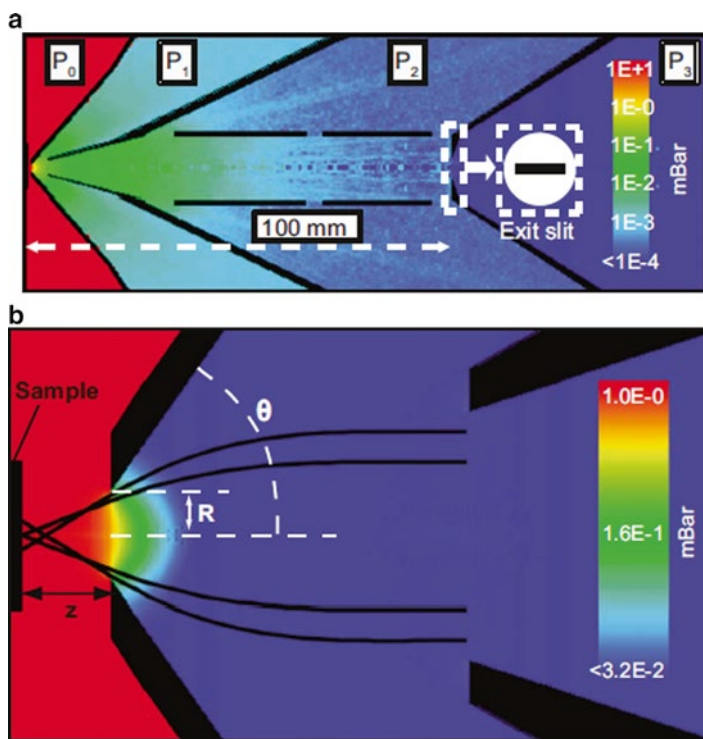 a
P₀
P₁
P₂
P₃
1E+1
1E-0
1E-1
1E-2
1E-3
<1E-4
mBar
100 mm
Exit slit
b
Sample
θ
R
z
1.0E-0
1.6E-1
<3.2E-2
mBar